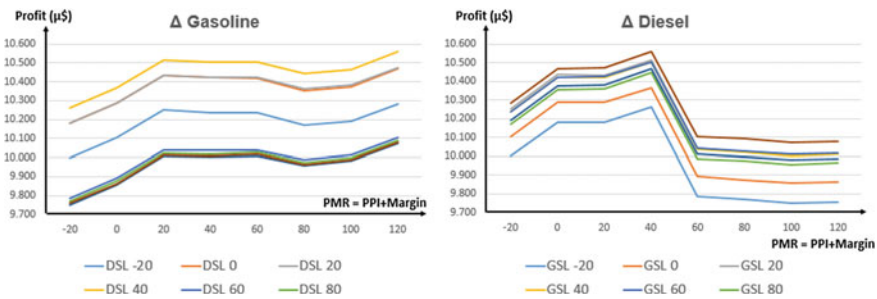 Profit (µ$)
Δ Gasoline
10.600
10.500
10.400
10.300
10.200
10.100
10.000
9.900
9.800
9.700
PMR = PPI+Margin
-20 0 20 40 60 80 100 120
DSL -20 DSL 0 DSL 20
DSL 40 DSL 60 DSL 80
Profit (µ$)
Δ Diesel
10.600
10.500
10.400
10.300
10.200
10.100
10.000
9.900
9.800
9.700
-20 0 20 40 60 80 100 120
PMR = PPI+Margin
GSL -20 GSL 0 GSL 20
GSL 40 GSL 60 GSL 80